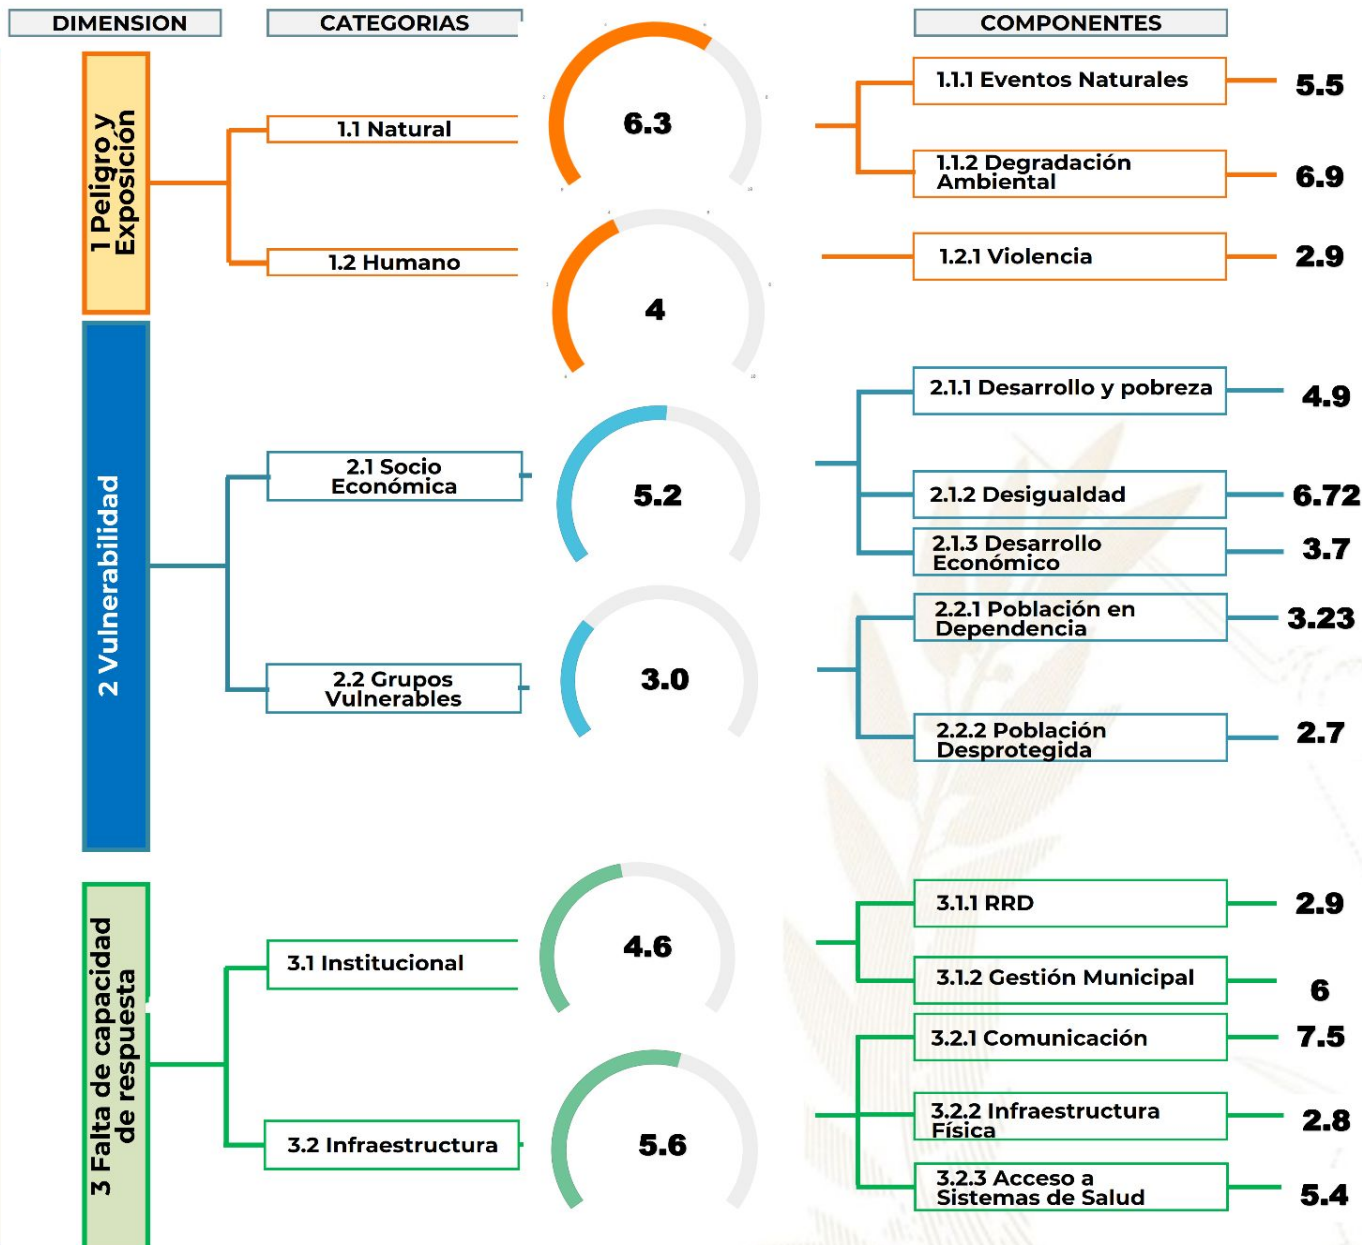 DIMENSION
CATEGORIAS
COMPONENTES
1 Peligro y
Exposición
1.1 Natural
6.3
1.1.1 Eventos Naturales
5.5
1.1.2 Degradación
Ambiental
6.9
1.2 Humano
4
1.2.1 Violencia
2.9
2 Vulnerabilidad
2.1 Socio
Económica
5.2
2.1.1 Desarrollo y pobreza
4.9
2.1.2 Desigualdad
6.72
2.1.3 Desarrollo
Económico
3.7
2.2 Grupos
Vulnerables
3.0
2.2.1 Población en
Dependencia
3.23
2.2.2 Población
Desprotegida
2.7
3 Falta de capacidad
de respuesta
3.1 Institucional
4.6
3.1.1 RRD
2.9
3.1.2 Gestión Municipal
6
3.2 Infraestructura
5.6
3.2.1 Comunicación
7.5
3.2.2 Infraestructura
Física
2.8
3.2.3 Acceso a
Sistemas de Salud
5.4